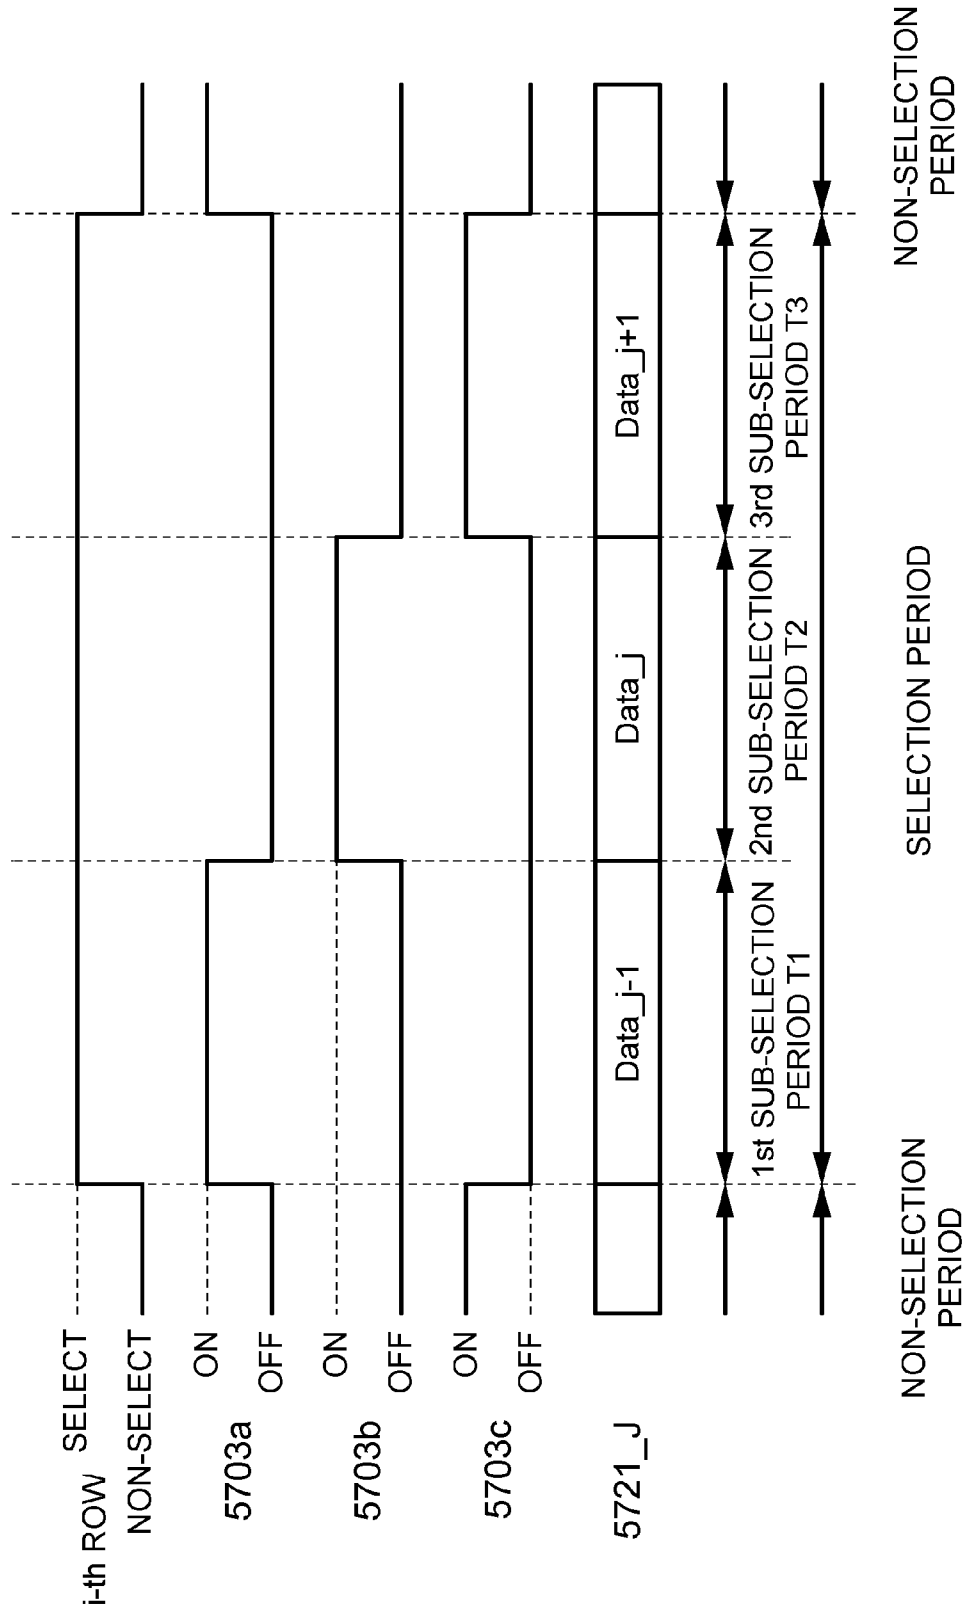 i-th ROW
SELECT
NON-SELECT
5703a
ON
OFF
5703b
ON
OFF
5703c
ON
OFF
5721_J
Data_j-1
Data_j
Data_j+1
1st SUB-SELECTION
PERIOD T1
2nd SUB-SELECTION
PERIOD T2
3rd SUB-SELECTION
PERIOD T3
NON-SELECTION
PERIOD
SELECTION PERIOD
NON-SELECTION
PERIOD